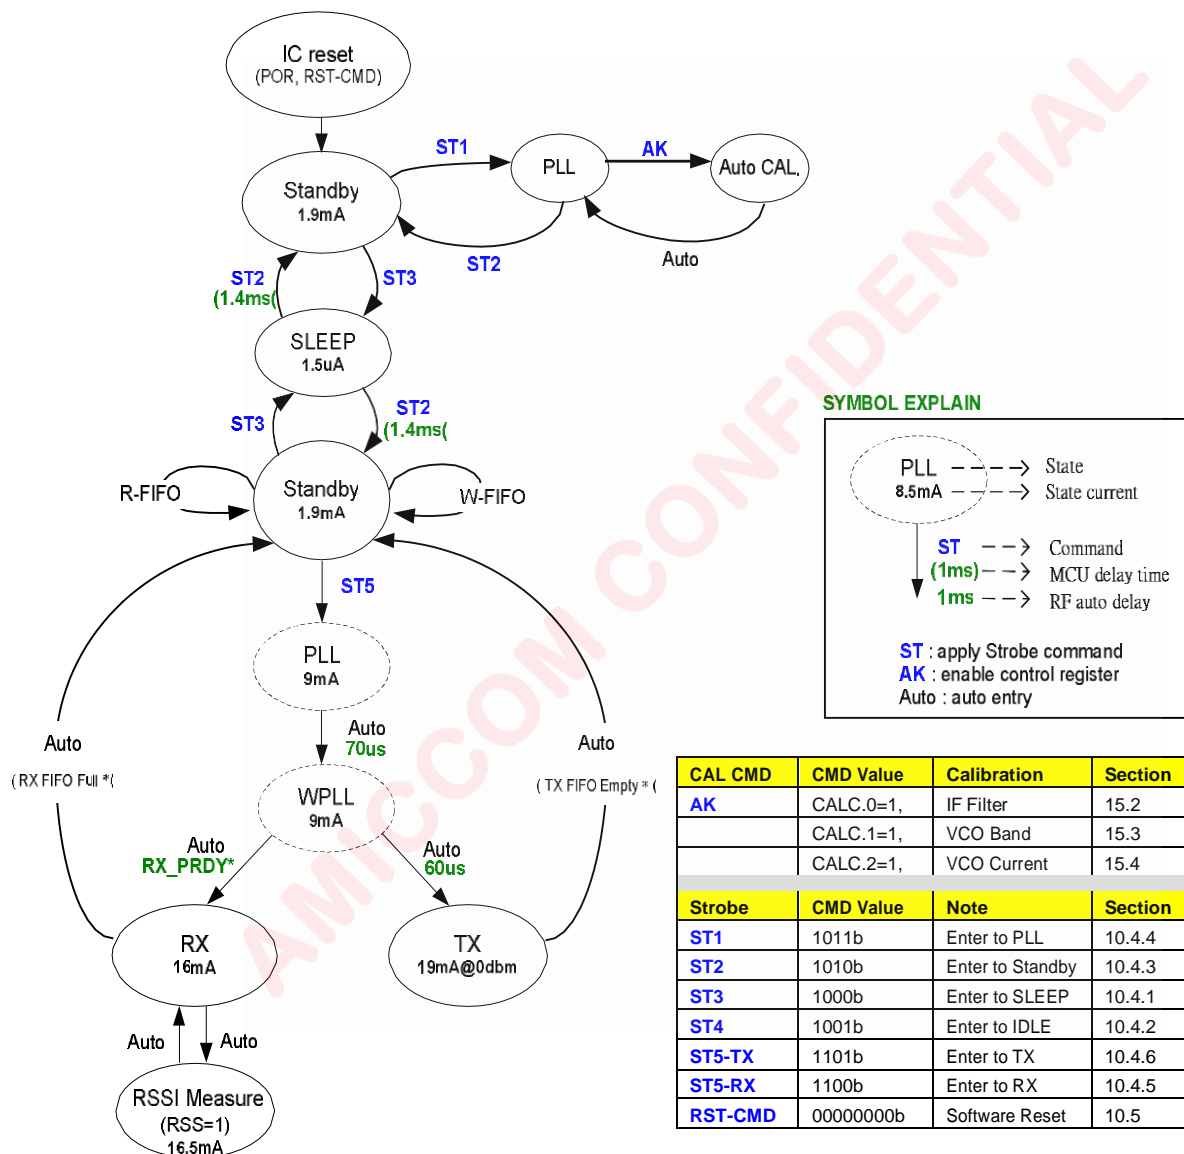 IC reset
(POR, RST-CMD)
ST1
PLL
AK
Auto CAL.
Standby
1.9mA
ST2
Auto
ST2
(1.4ms(
ST3
SLEEP
1.5uA
ST3
ST2
(1.4ms(
R-FIFO
Standby
1.9mA
W-FIFO
ST5
PLL
9mA
Auto
70us
WPLL
9mA
Auto
( RX FIFO Full *(
Auto
( TX FIFO Empty * (
Auto
RX_PRDY*
Auto
60us
RX
16mA
TX
19mA@0dbm
Auto
Auto
RSSI Measure
(RSS=1)
16.5mA
SYMBOL EXPLAIN
PLL State
8.5mA State current
ST Command
(1ms) MCU delay time
1ms RF auto delay
ST : apply Strobe command
AK : enable control register
Auto : auto entry
CAL CMD CMD Value Calibration Section
AK CALC.0=1, IF Filter 15.2
CALC.1=1, VCO Band 15.3
CALC.2=1, VCO Current 15.4
Strobe CMD Value Note Section
ST1 1011b Enter to PLL 10.4.4
ST2 1010b Enter to Standby 10.4.3
ST3 1000b Enter to SLEEP 10.4.1
ST4 1001b Enter to IDLE 10.4.2
ST5-TX 1101b Enter to TX 10.4.6
ST5-RX 1100b Enter to RX 10.4.5
RST-CMD 00000000b Software Reset 10.5
AMICCOM CONFIDENTIAL